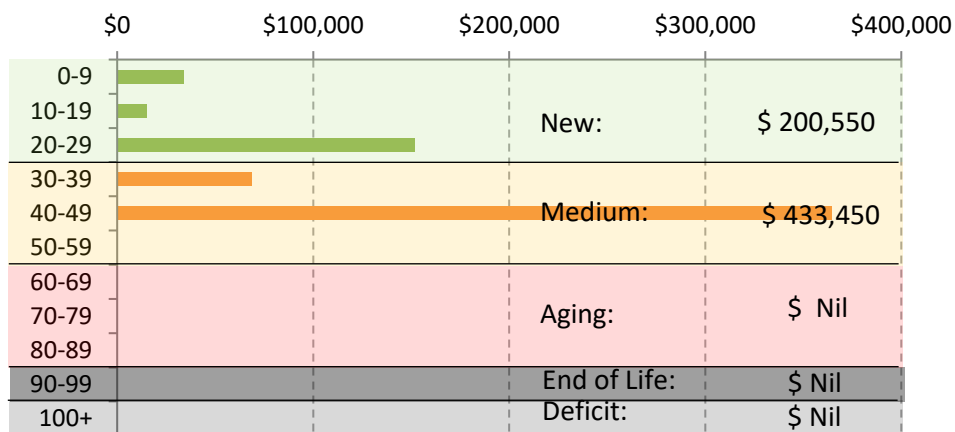 $0 $100,000 $200,000 $300,000 $400,000
0-9
10-19
New: $ 200,550
20-29
30-39
40-49 Medium: $ 433,450
50-59
60-69
70-79 Aging: $ Nil
80-89
90-99 End of Life: $ Nil
100+ Deficit: $ Nil